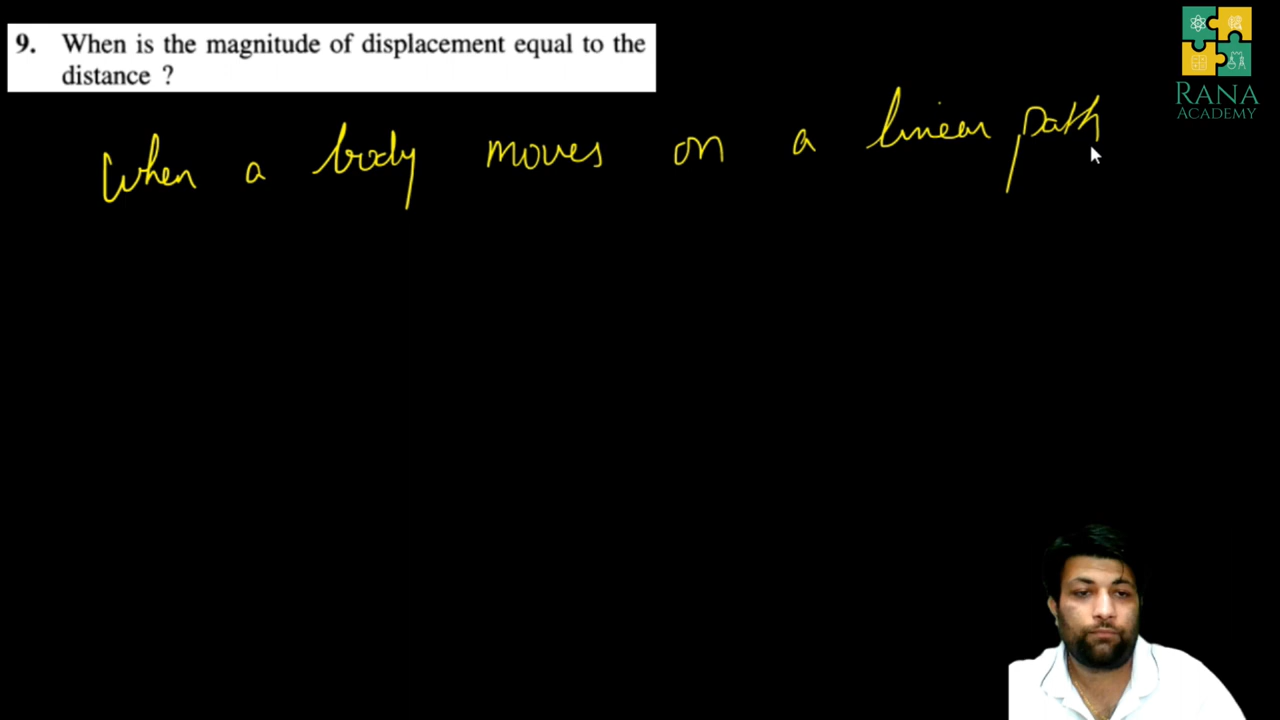 9. When is the magnitude of displacement equal to the
distance ?
RANA
ACADEMY
When a body moves on a linear path